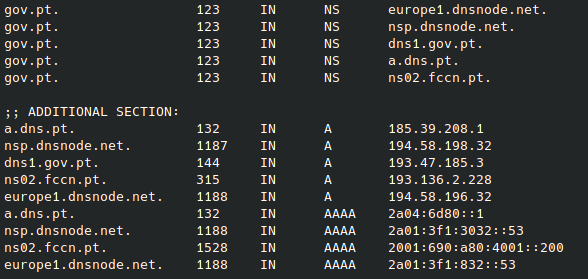 gov.pt. 123 IN NS europe1.dnsnode.net.
gov.pt. 123 IN NS nsp.dnsnode.net.
gov.pt. 123 IN NS dns1.gov.pt.
gov.pt. 123 IN NS a.dns.pt.
gov.pt. 123 IN NS ns02.fccn.pt.
;; ADDITIONAL SECTION:
a.dns.pt. 132 IN A 185.39.208.1
nsp.dnsnode.net. 1187 IN A 194.58.198.32
dns1.gov.pt. 144 IN A 193.47.185.3
ns02.fccn.pt. 315 IN A 193.136.2.228
europe1.dnsnode.net. 1188 IN A 194.58.196.32
a.dns.pt. 132 IN AAAA 2a04:6d80::1
nsp.dnsnode.net. 1188 IN AAAA 2a01:3f1:3032::53
ns02.fccn.pt. 1528 IN AAAA 2001:690:a80:4001::200
europe1.dnsnode.net. 1188 IN AAAA 2a01:3f1:832::53